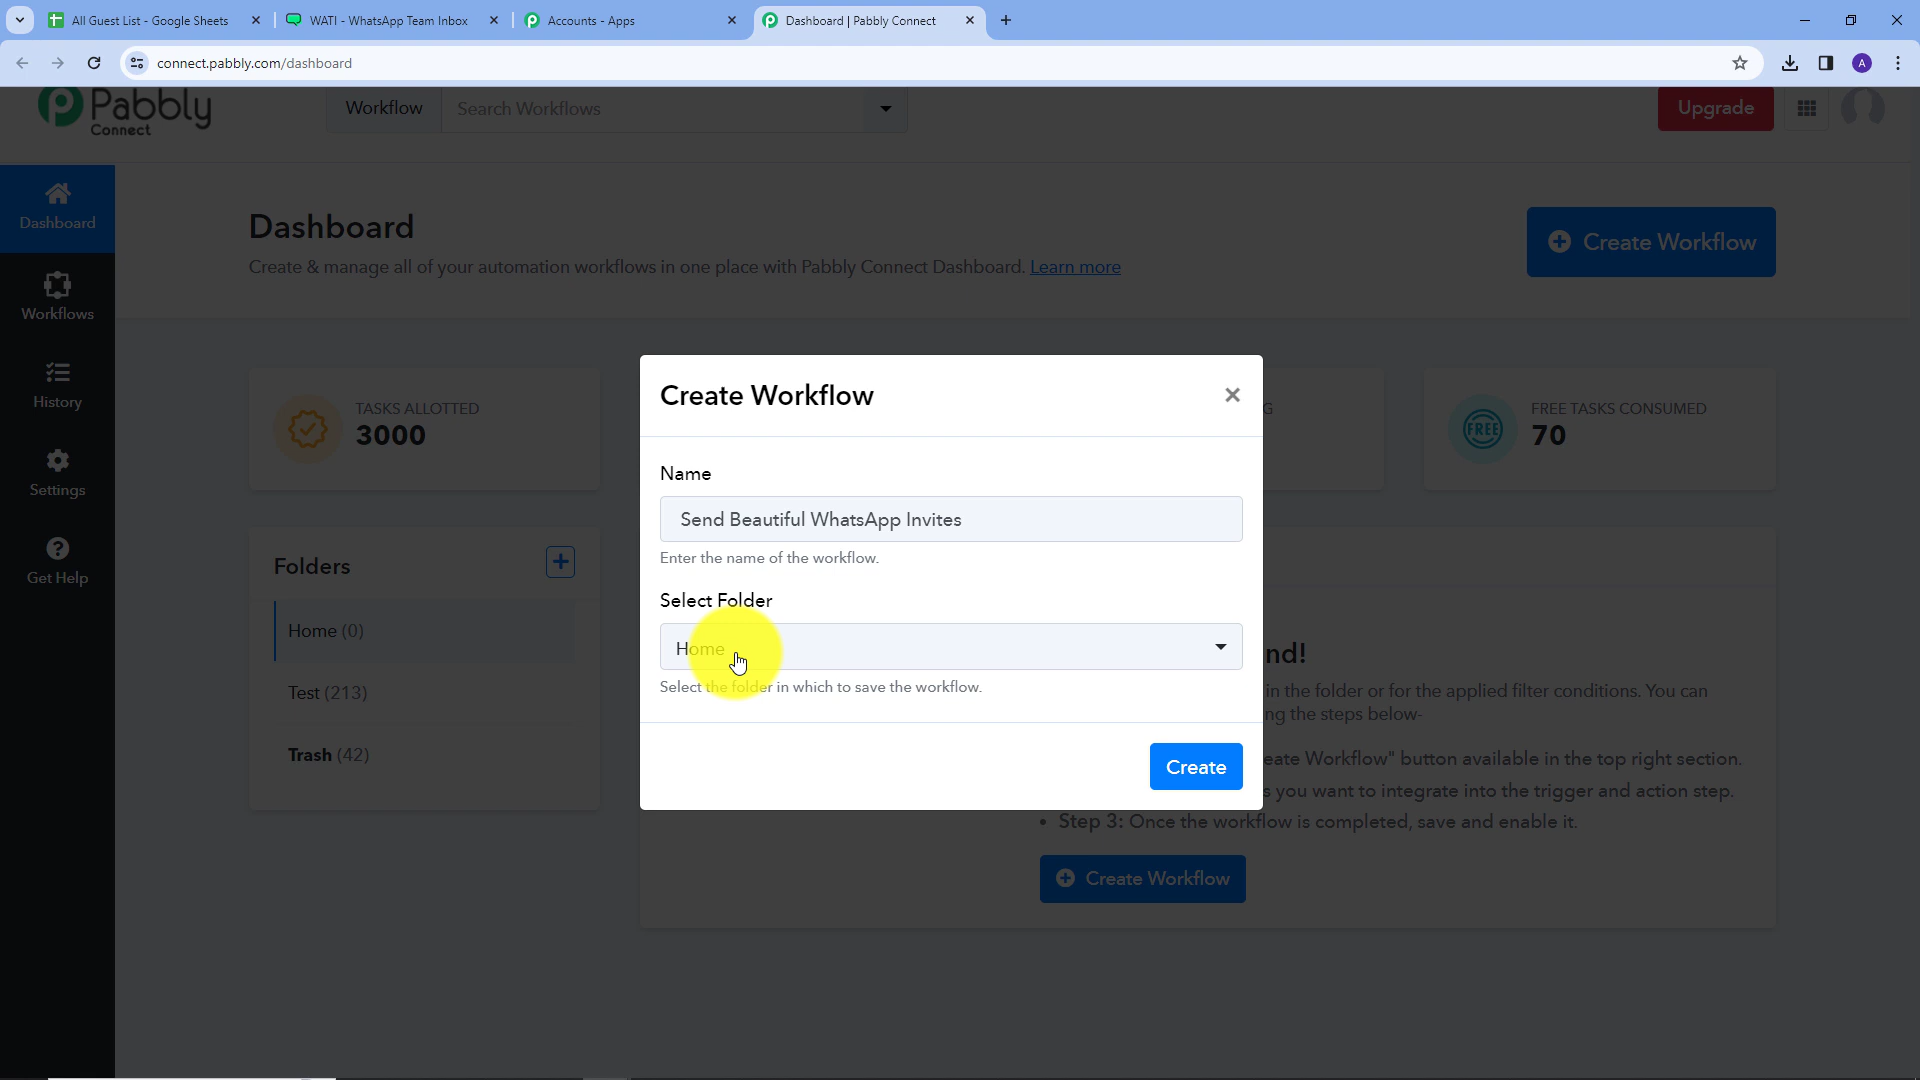 All Guest List - Google Sheets
WATI - WhatsApp Team Inbox
Accounts - Apps
Dashboard | Pabbly Connect
connect.pabbly.com/dashboard
A
Pabbly
Connect
Workflow
Search Workflows
Upgrade
Dashboard
Workflows
History
Settings
Get Help
Dashboard
Create & manage all of your automation workflows in one place with Pabbly Connect Dashboard. Learn more
Create Workflow
TASKS ALLOTTED
3000
G
FREE
FREE TASKS CONSUMED
70
Folders
Home (0)
Test (213)
Trash (42)
Create Workflow
Name
Send Beautiful WhatsApp Invites
Enter the name of the workflow.
Select Folder
Home
Select the folder in which to save the workflow.
Create
nd!
in the folder or for the applied filter conditions. You can
ng the steps below-
eate Workflow" button available in the top right section.
s you want to integrate into the trigger and action step.
• Step 3: Once the workflow is completed, save and enable it.
Create Workflow